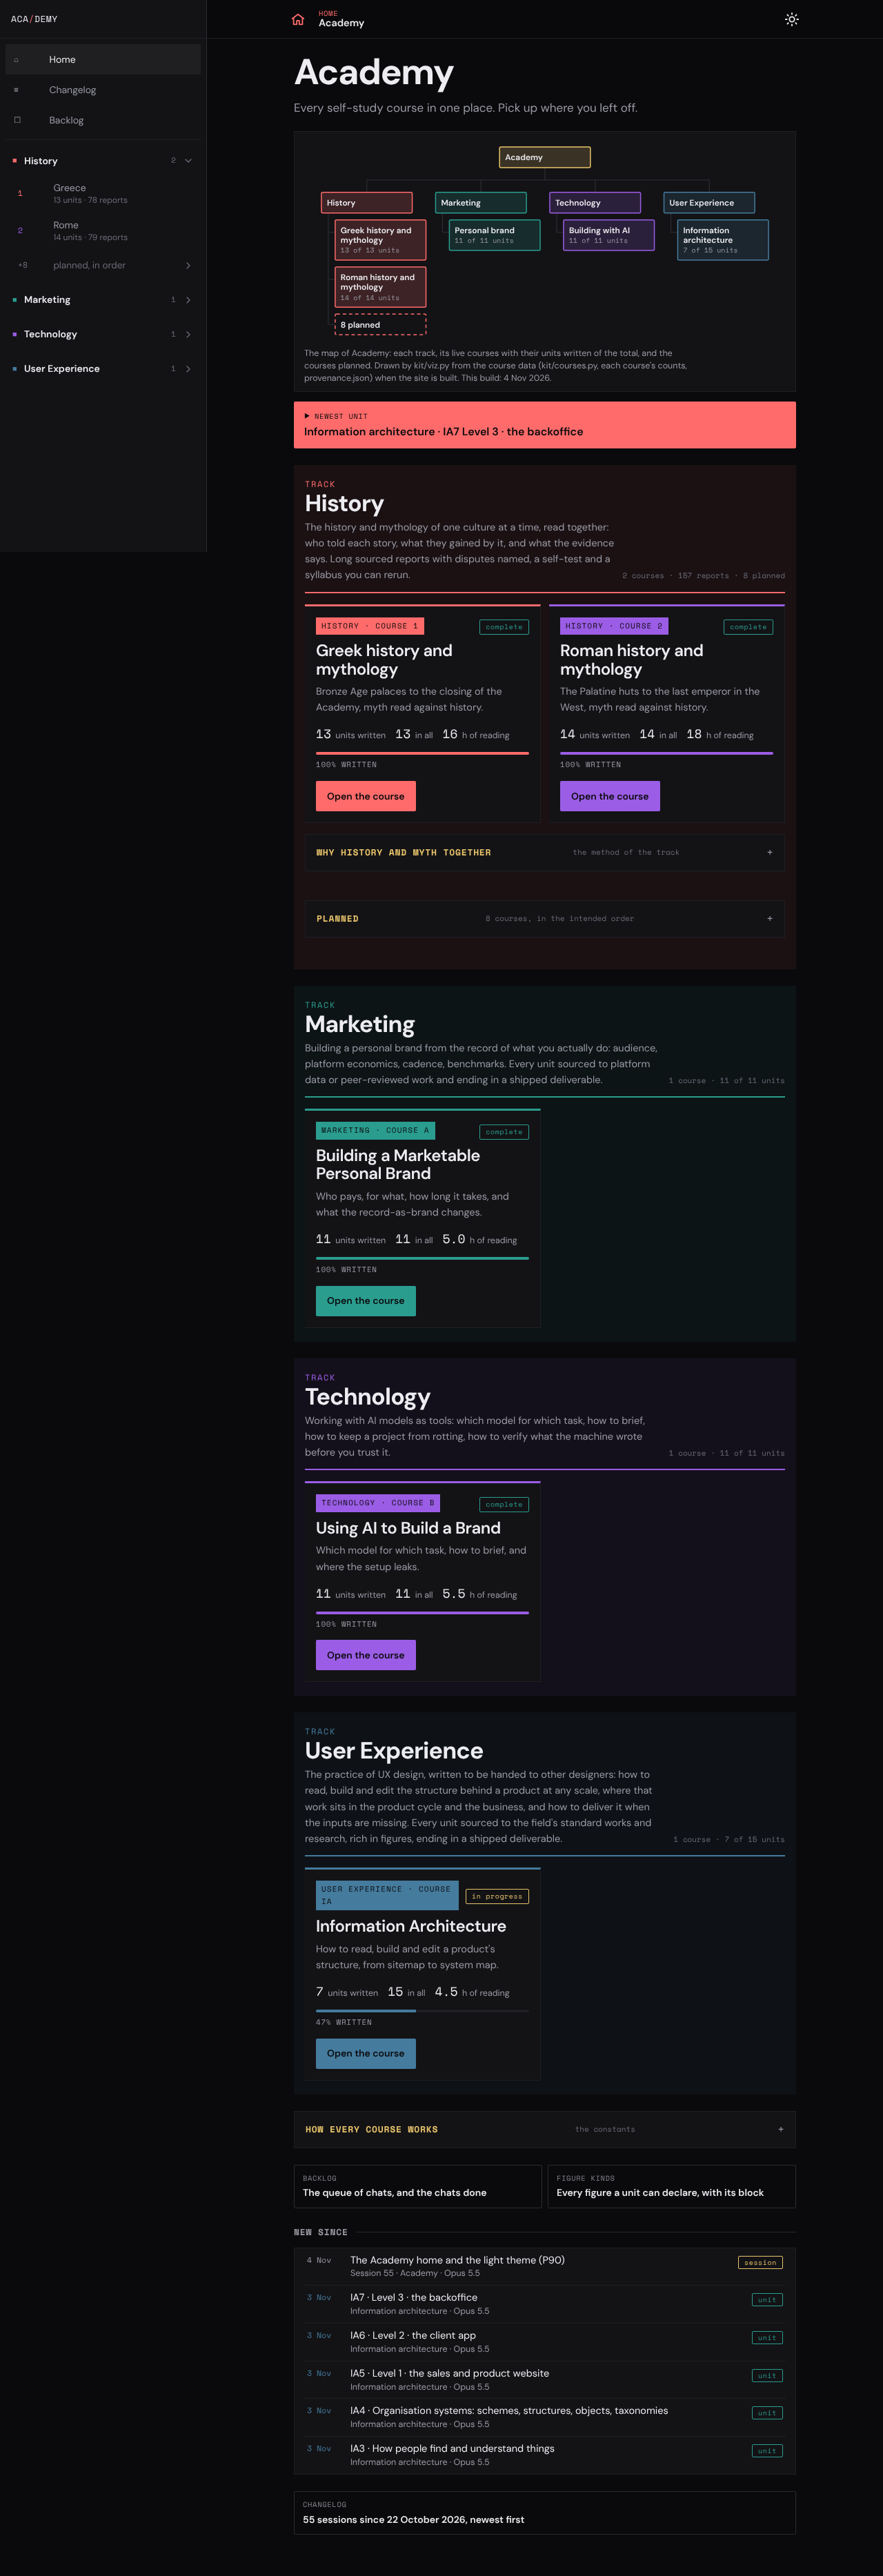 ACA/DEMY
Home
Changelog
Backlog
History 2
1 Greece
13 units · 78 reports
2 Rome
14 units · 79 reports
+8 planned, in order
Marketing 1
Technology 1
User Experience 1
HOME
Academy
Academy
Every self-study course in one place. Pick up where you left off.
Academy
History
Marketing
Technology
User Experience
Greek history and
mythology
13 of 13 units
Personal brand
11 of 11 units
Building with AI
11 of 11 units
Information
architecture
7 of 15 units
Roman history and
mythology
14 of 14 units
8 planned
The map of Academy: each track, its live courses with their units written of the total, and the
courses planned. Drawn by kit/viz.py from the course data (kit/courses.py, each course's counts,
provenance.json) when the site is built. This build: 4 Nov 2026.
NEWEST UNIT
Information architecture · IA7 Level 3 · the backoffice
TRACK
History
The history and mythology of one culture at a time, read together:
who told each story, what they gained by it, and what the evidence
says. Long sourced reports with disputes named, a self-test and a
syllabus you can rerun.
2 courses · 157 reports · 8 planned
HISTORY · COURSE 1
complete
Greek history and
mythology
Bronze Age palaces to the closing of the
Academy, myth read against history.
13 units written 13 in all 16 h of reading
100% WRITTEN
Open the course
HISTORY · COURSE 2
complete
Roman history and
mythology
The Palatine huts to the last emperor in the
West, myth read against history.
14 units written 14 in all 18 h of reading
100% WRITTEN
Open the course
WHY HISTORY AND MYTH TOGETHER the method of the track +
PLANNED 8 courses, in the intended order +
TRACK
Marketing
Building a personal brand from the record of what you actually do: audience,
platform economics, cadence, benchmarks. Every unit sourced to platform
data or peer-reviewed work and ending in a shipped deliverable.
1 course · 11 of 11 units
MARKETING · COURSE A
complete
Building a Marketable
Personal Brand
Who pays, for what, how long it takes, and
what the record-as-brand changes.
11 units written 11 in all 5.0 h of reading
100% WRITTEN
Open the course
TRACK
Technology
Working with AI models as tools: which model for which task, how to brief,
how to keep a project from rotting, how to verify what the machine wrote
before you trust it.
1 course · 11 of 11 units
TECHNOLOGY · COURSE B
complete
Using AI to Build a Brand
Which model for which task, how to brief, and
where the setup leaks.
11 units written 11 in all 5.5 h of reading
100% WRITTEN
Open the course
TRACK
User Experience
The practice of UX design, written to be handed to other designers: how to
read, build and edit the structure behind a product at any scale, where that
work sits in the product cycle and the business, and how to deliver it when
the inputs are missing. Every unit sourced to the field's standard works and
research, rich in figures, ending in a shipped deliverable.
1 course · 7 of 15 units
USER EXPERIENCE · COURSE
IA
in progress
Information Architecture
How to read, build and edit a product's
structure, from sitemap to system map.
7 units written 15 in all 4.5 h of reading
47% WRITTEN
Open the course
HOW EVERY COURSE WORKS the constants +
BACKLOG
The queue of chats, and the chats done
FIGURE KINDS
Every figure a unit can declare, with its block
NEW SINCE
4 Nov The Academy home and the light theme (P90) session
Session 55 · Academy · Opus 5.5
3 Nov IA7 · Level 3 · the backoffice unit
Information architecture · Opus 5.5
3 Nov IA6 · Level 2 · the client app unit
Information architecture · Opus 5.5
3 Nov IA5 · Level 1 · the sales and product website unit
Information architecture · Opus 5.5
3 Nov IA4 · Organisation systems: schemes, structures, objects, taxonomies unit
Information architecture · Opus 5.5
3 Nov IA3 · How people find and understand things unit
Information architecture · Opus 5.5
CHANGELOG
55 sessions since 22 October 2026, newest first